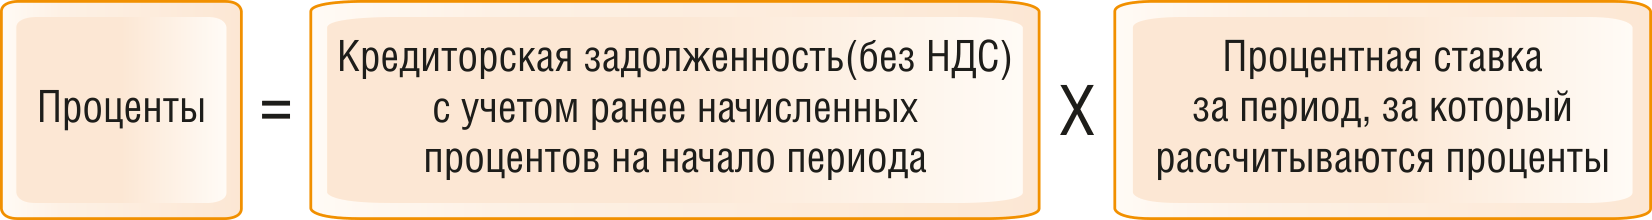 Проценты
=
Кредиторская задолженность(без НДС)
с учетом ранее начисленных
процентов на начало периода
X
Процентная ставка
за период, за который
рассчитываются проценты